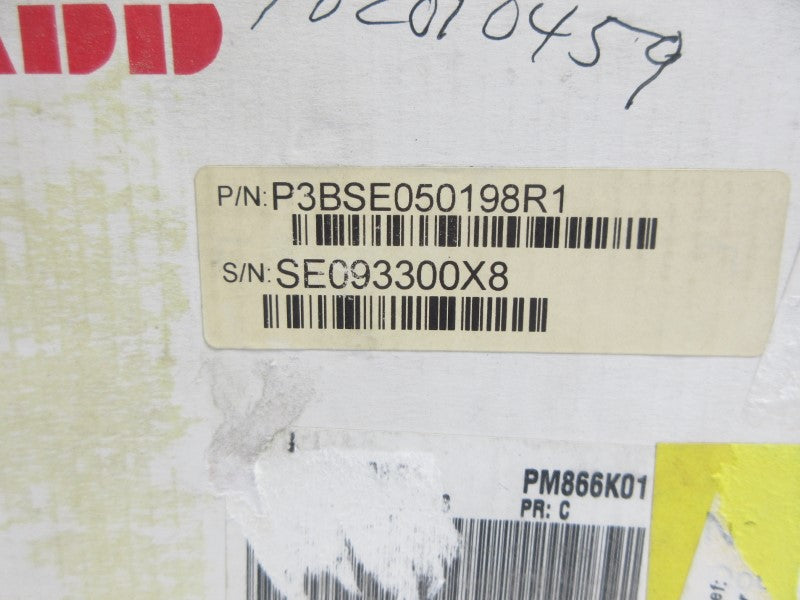 ABB
P/N: P3BSE050198R1
S/N: SE093300X8
PM866K01
PR: C